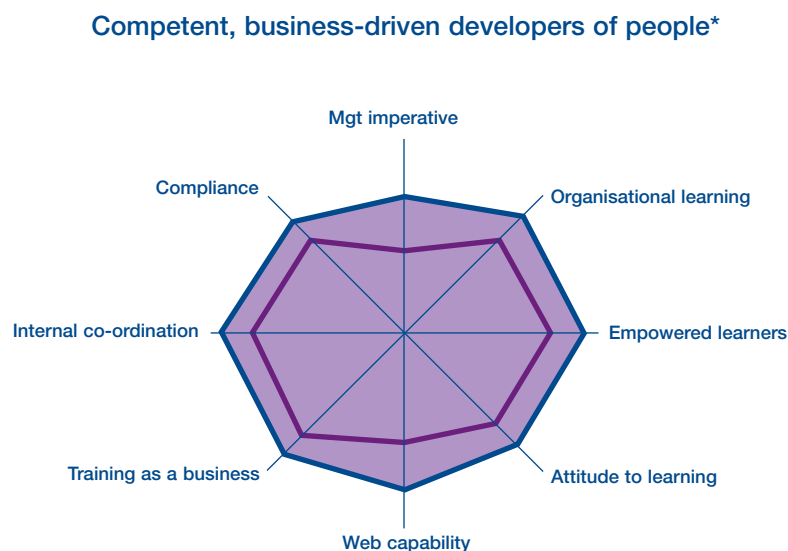 Competent, business-driven developers of people*
Mgt imperative
Compliance
Organisational learning
Internal co-ordination
Empowered learners
Training as a business
Attitude to learning
Web capability